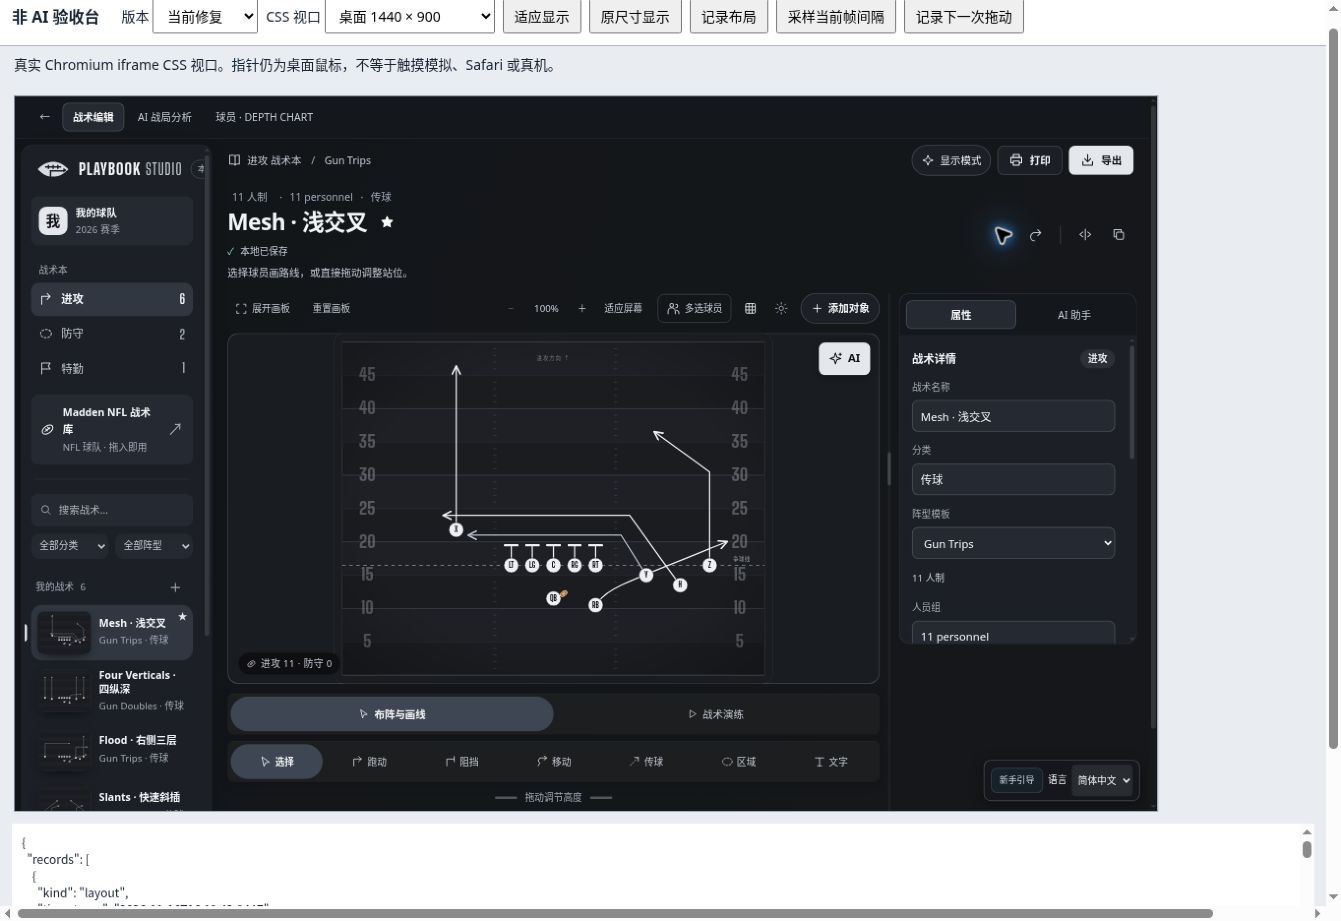 非 AI 验收台 版本 当前修复 CSS 视口 桌面 1440 × 900 适应显示 原尺寸显示 记录布局 采样当前帧间隔 记录下一次拖动
真实 Chromium iframe CSS 视口。指针仍为桌面鼠标，不等于触摸模拟、Safari 或真机。
← 战术编辑 AI 战局分析 球员 · DEPTH CHART
PLAYBOOK STUDIO
我 我的球队
2026 赛季
战术本
进攻 6
防守 2
特勤 1
Madden NFL 战术库
NFL 球队 · 拖入即用
搜索战术...
全部分类 全部阵型
我的战术 6 +
Mesh · 浅交叉 ★
Gun Trips · 传球
Four Verticals · 四纵深
Gun Doubles · 传球
Flood · 右侧三层
Gun Trips · 传球
Slants · 快速斜插
进攻 战术本 / Gun Trips
显示模式 打印 导出
11 人制 · 11 personnel · 传球
Mesh · 浅交叉 ★
✓ 本地已保存
选择球员画路线，或直接拖动调整站位。
展开画板 重置画板 − 100% + 适应屏幕 多选球员 + 添加对象
进攻方向 ↑
AI
45 45
40 40
35 35
30 30
25 25
20 20
15 15
10 10
5 5
X LT LG C RG RT Y H Z
QB RB
进攻 11 · 防守 0
布阵与画线 战术演练
选择 跑动 阻挡 移动 传球 区域 文字
拖动调节高度
属性 AI 助手
战术详情 进攻
战术名称
Mesh · 浅交叉
分类
传球
阵型模板
Gun Trips
11 人制
人员组
11 personnel
新手引导 语言 简体中文
{
"records": [
{
"kind": "layout",